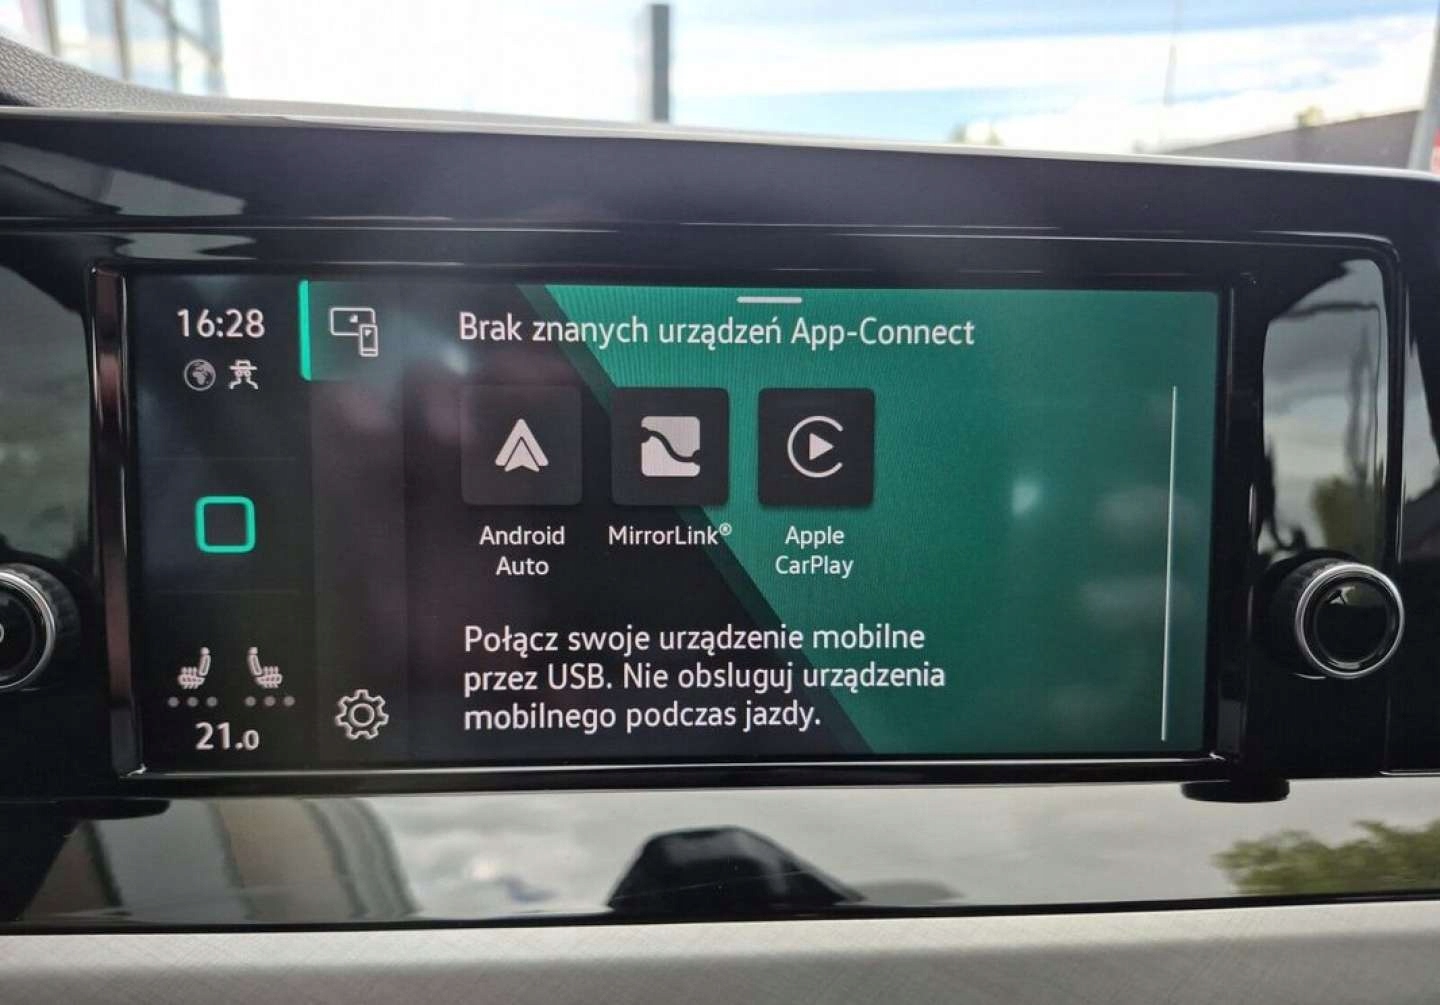 16:28
Brak znanych urządzeń App-Connect
Android
Auto
MirrorLink®
Apple
CarPlay
Połącz swoje urządzenie mobilne
przez USB. Nie obsluguj urządzenia
mobilnego podczas jazdy.
21.0